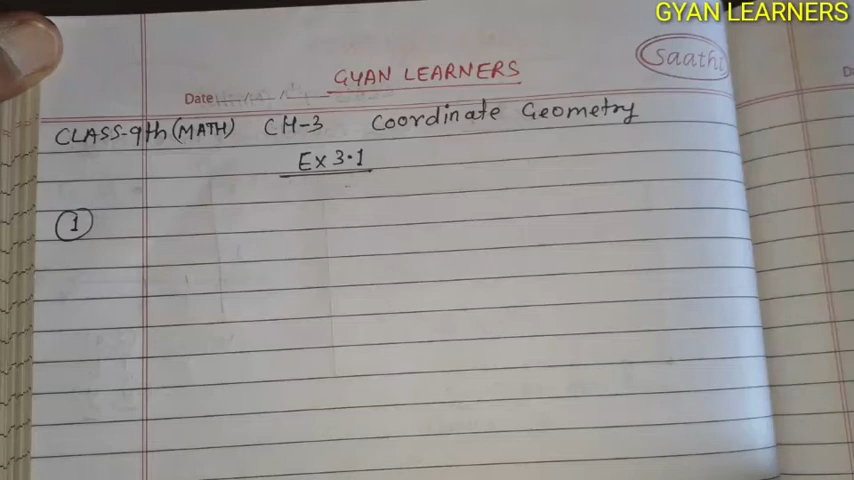 GYAN LEARNERS
Saathi
GYAN LEARNERS
Date
CLASS-9th (MATH) CH-3 Coordinate Geometry
Ex 3.1
1